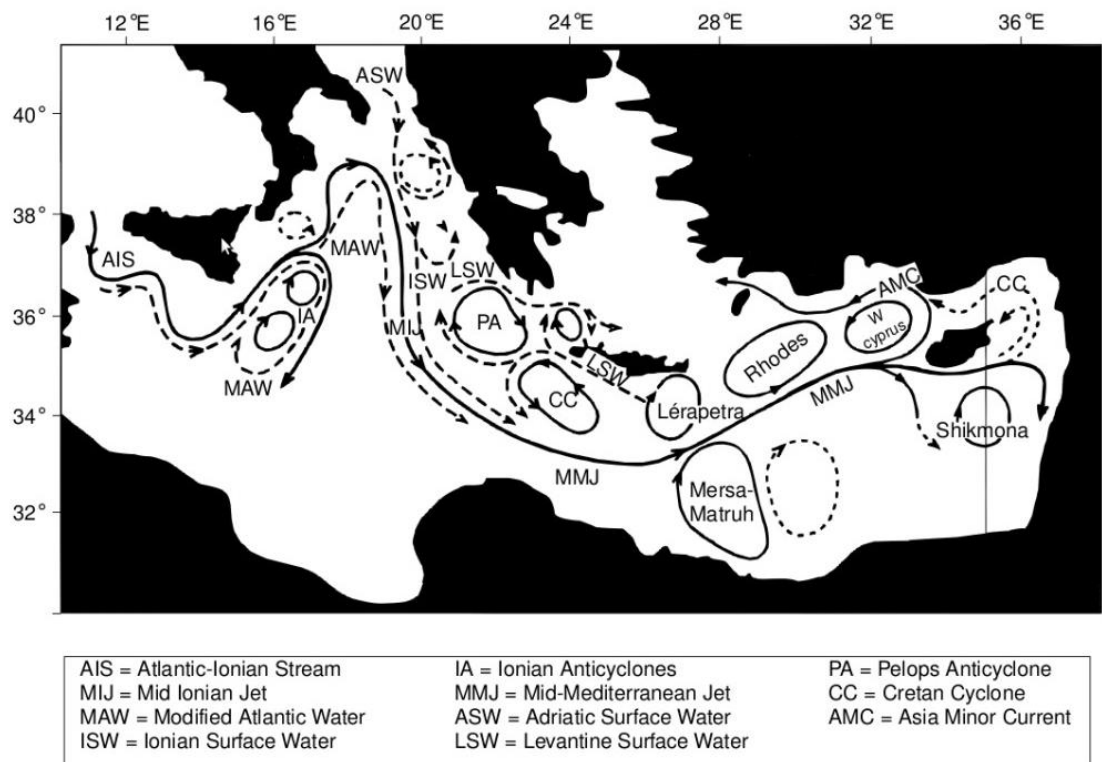 12°E 16°E 20°E 24°E 28°E 32°E 36°E
40°
38°
36°
34°
32°
ASW
AIS
MAW
ISW
LSW
AMC
CC
IA
MIJ
PA
W
cyprus
Rhodes
LSW
MAW
CC
Lérapetra
MMJ
Shikmona
MMJ
Mersa-
Matruh
AIS = Atlantic-Ionian Stream
MIJ = Mid Ionian Jet
MAW = Modified Atlantic Water
ISW = Ionian Surface Water
IA = Ionian Anticyclones
MMJ = Mid-Mediterranean Jet
ASW = Adriatic Surface Water
LSW = Levantine Surface Water
PA = Pelops Anticyclone
CC = Cretan Cyclone
AMC = Asia Minor Current